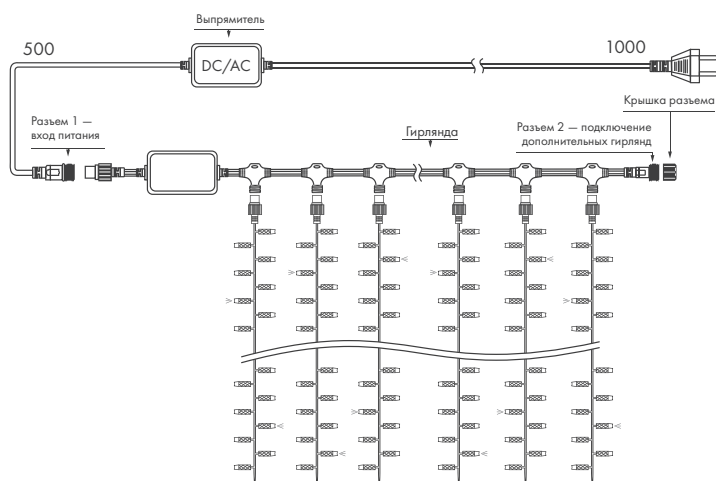 Выпрямитель
500
DC/AC
1000
Крышка разъема
Разъем 1 —
вход питания
Гирлянда
Разъем 2 — подключение
дополнительных гирлянд